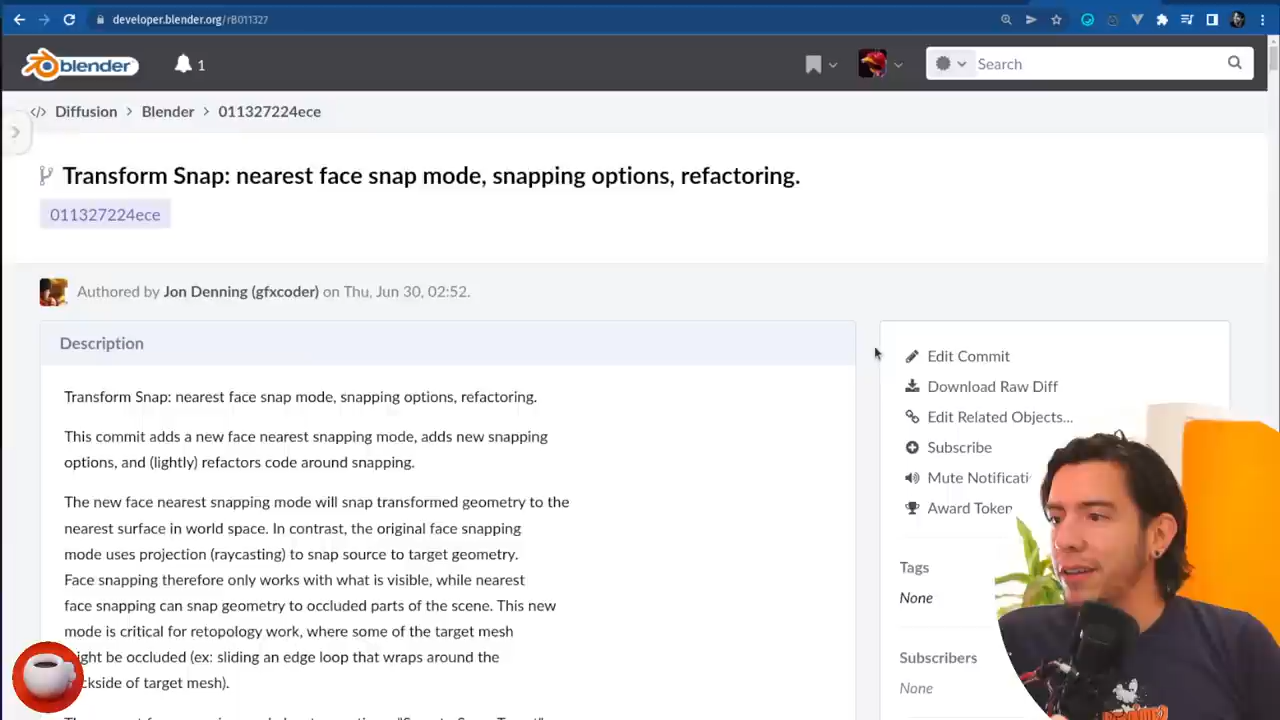 developer.blender.org/rB011327
blender
1
Search
Diffusion > Blender > 011327224ece
Transform Snap: nearest face snap mode, snapping options, refactoring.
011327224ece
Authored by Jon Denning (gfxcoder) on Thu, Jun 30, 02:52.
Description
Transform Snap: nearest face snap mode, snapping options, refactoring.
This commit adds a new face nearest snapping mode, adds new snapping
options, and (lightly) refactors code around snapping.
The new face nearest snapping mode will snap transformed geometry to the
nearest surface in world space. In contrast, the original face snapping
mode uses projection (raycasting) to snap source to target geometry.
Face snapping therefore only works with what is visible, while nearest
face snapping can snap geometry to occluded parts of the scene. This new
mode is critical for retopology work, where some of the target mesh
ight be occluded (ex: sliding an edge loop that wraps around the
ckside of target mesh).
Edit Commit
Download Raw Diff
Edit Related Objects...
Subscribe
Mute Notificati
Award Token
Tags
None
Subscribers
None